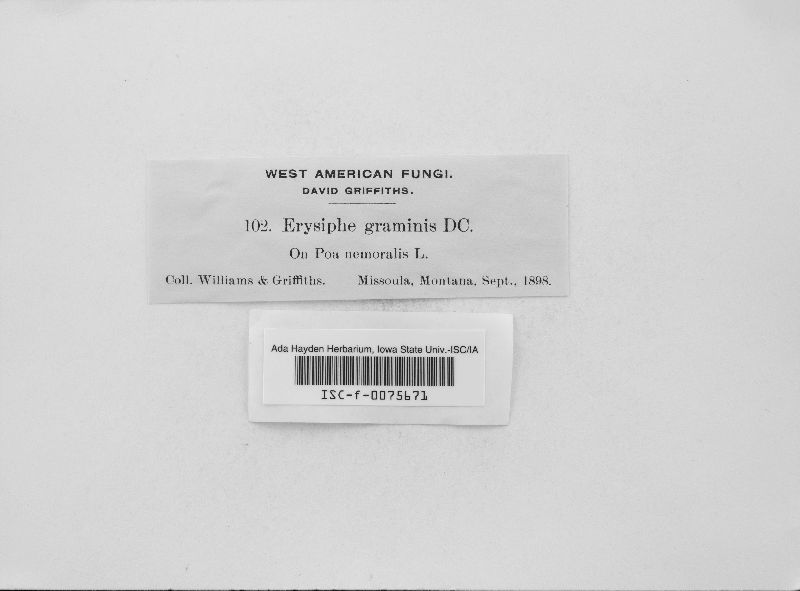 WEST AMERICAN FUNGI.
DAVID GRIFFITHS.
102. Erysiphe graminis DC.
On Poa nemoralis L.
Coll. Williams & Griffiths. Missoula, Montana, Sept., 1898.
Ada Hayden Herbarium, Iowa State Univ.-ISC/IA
ISC-f-0075671